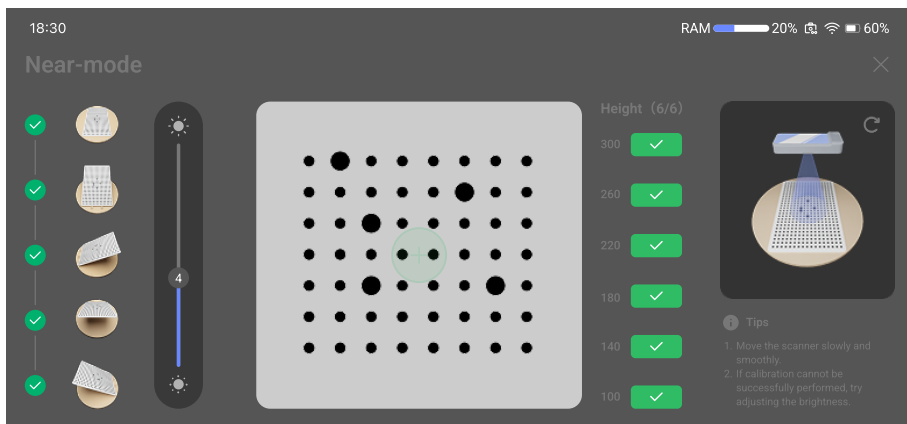 18:30
RAM 20% 60%
Near-mode
Height（6/6）
300
260
220
180
140
100
4
Tips
1. Move the scanner slowly and
smoothly.
2. If calibration cannot be
successfully performed, try
adjusting the brightness.